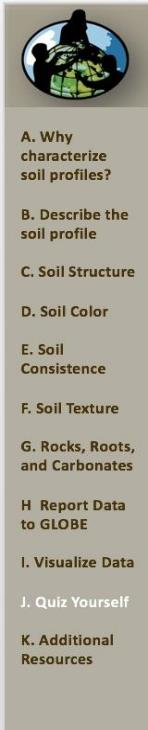 A. Why
characterize
soil profiles?
B. Describe the
soil profile
C. Soil Structure
D. Soil Color
E. Soil
Consistence
F. Soil Texture
G. Rocks, Roots,
and Carbonates
H  Report Data
to GLOBE
I. Visualize Data
J. Quiz Yourself
K. Additional
Resources